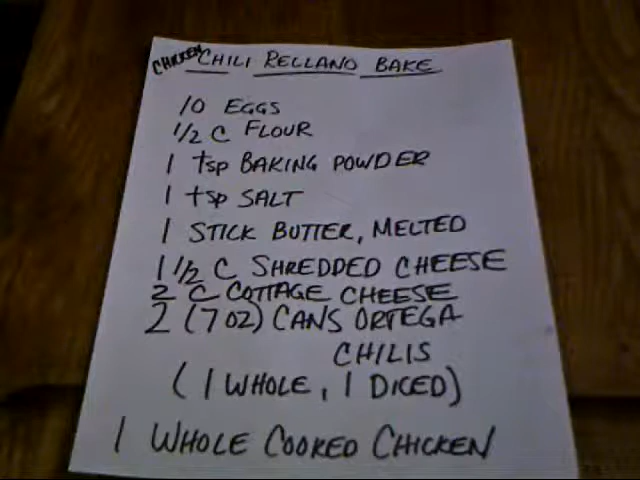 CHICKEN CHILI RELLANO BAKE
10 EGGS
1/2 C FLOUR
1 tsp BAKING POWDER
1 tsp SALT
1 STICK BUTTER, MELTED
1 1/2 C SHREDDED CHEESE
2 C COTTAGE CHEESE
2 (7 OZ) CANS ORTEGA
CHILIS
(1 WHOLE, 1 DICED)
1 WHOLE COOKED CHICKEN